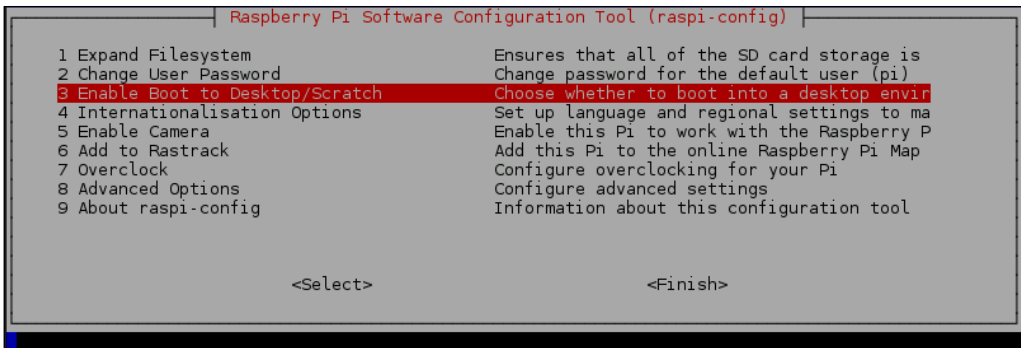 Raspberry Pi Software Configuration Tool (raspi-config)
1 Expand Filesystem Ensures that all of the SD card storage is
2 Change User Password Change password for the default user (pi)
3 Enable Boot to Desktop/Scratch Choose whether to boot into a desktop envir
4 Internationalisation Options Set up language and regional settings to ma
5 Enable Camera Enable this Pi to work with the Raspberry P
6 Add to Rastrack Add this Pi to the online Raspberry Pi Map
7 Overclock Configure overclocking for your Pi
8 Advanced Options Configure advanced settings
9 About raspi-config Information about this configuration tool
<Select> <Finish>